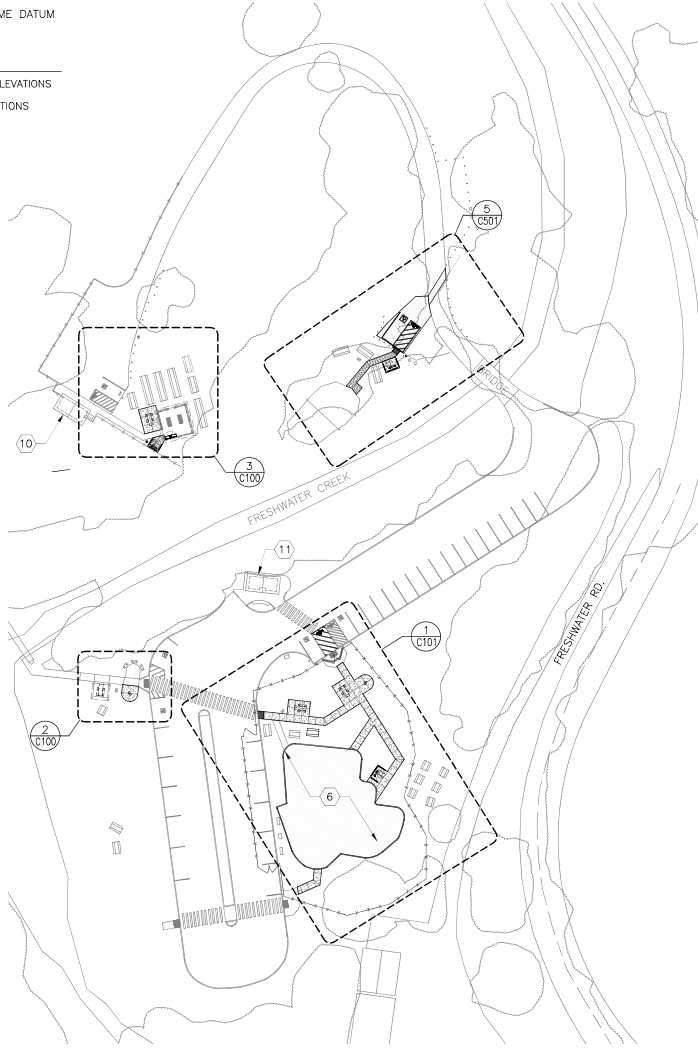 ME DATUM
LEVATIONS
TIONS
5
C501
BRIDGE
10
3
C100
FRESHWATER CREEK
11
1
C101
FRESHWATER RD.
2
C100
6